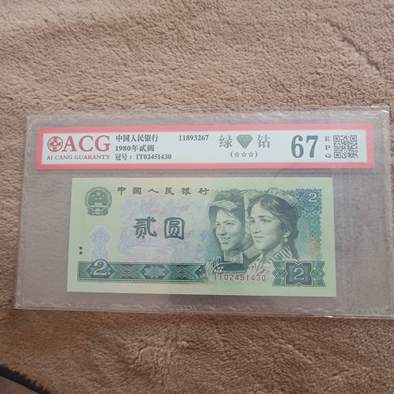 ACG
AI CANG GUARANTY
中国人民银行 11893267
1980年贰圆
冠号: IT02451430
绿 钻
(☆☆☆)
67
EPQ
中国人民银行
2
贰圆
2
IT02451430
2